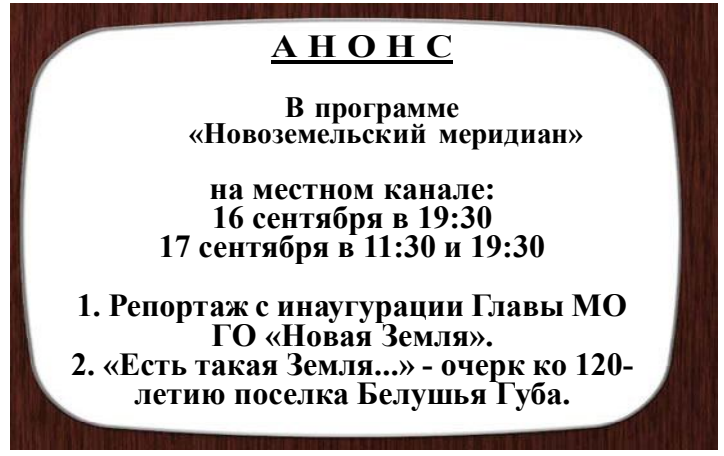 А Н О Н С
В программе
«Новоземельский меридиан»
на местном канале:
16 сентября в 19:30
17 сентября в 11:30 и 19:30
1. Репортаж с инаугурации Главы МО
ГО «Новая Земля».
2. «Есть такая Земля...» - очерк ко 120-
летию поселка Белушья Губа.